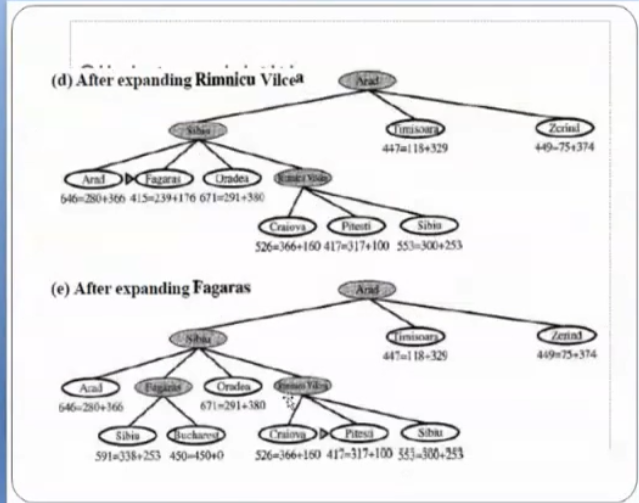 (d) After expanding Rimnicu Vilcea
Arad
Sibiu Timisoara Zerind
447=118+329 449=75+374
Arad Fagaras Oradea Rimnicu Vilcea
646=280+366 415=239+176 671=291+380
Craiova Pitesti Sibiu
526=366+160 417=317+100 553=300+253
(e) After expanding Fagaras
Arad
Sibiu Timisoara Zerind
447=118+329 449=75+374
Arad Fagaras Oradea Rimnicu Vilcea
646=280+366 671=291+380
Sibiu Bucharest Craiova Pitesti Sibiu
591=338+253 450=450+0 526=366+160 417=317+100 553=300+253